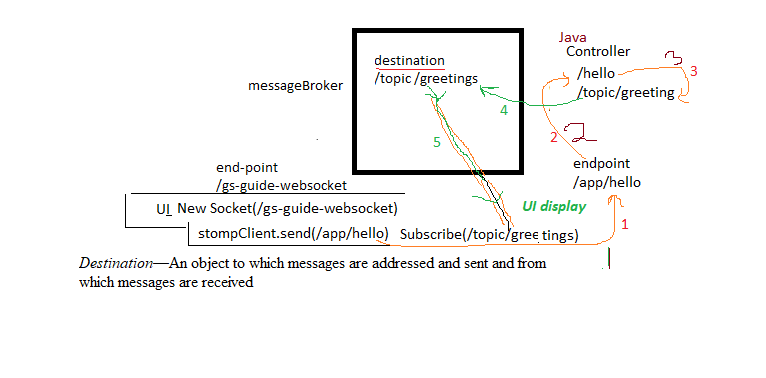 Java
Controller
destination
/topic/greetings
messageBroker
/hello
3
3
/topic/greeting
4
5
2
2
endpoint
/app/hello
end-point
/gs-guide-websocket
UI New Socket(/gs-guide-websocket)
UI display
1
stompClient.send(/app/hello) Subscribe(/topic/greetings)
Destination—An object to which messages are addressed and sent and from
which messages are received